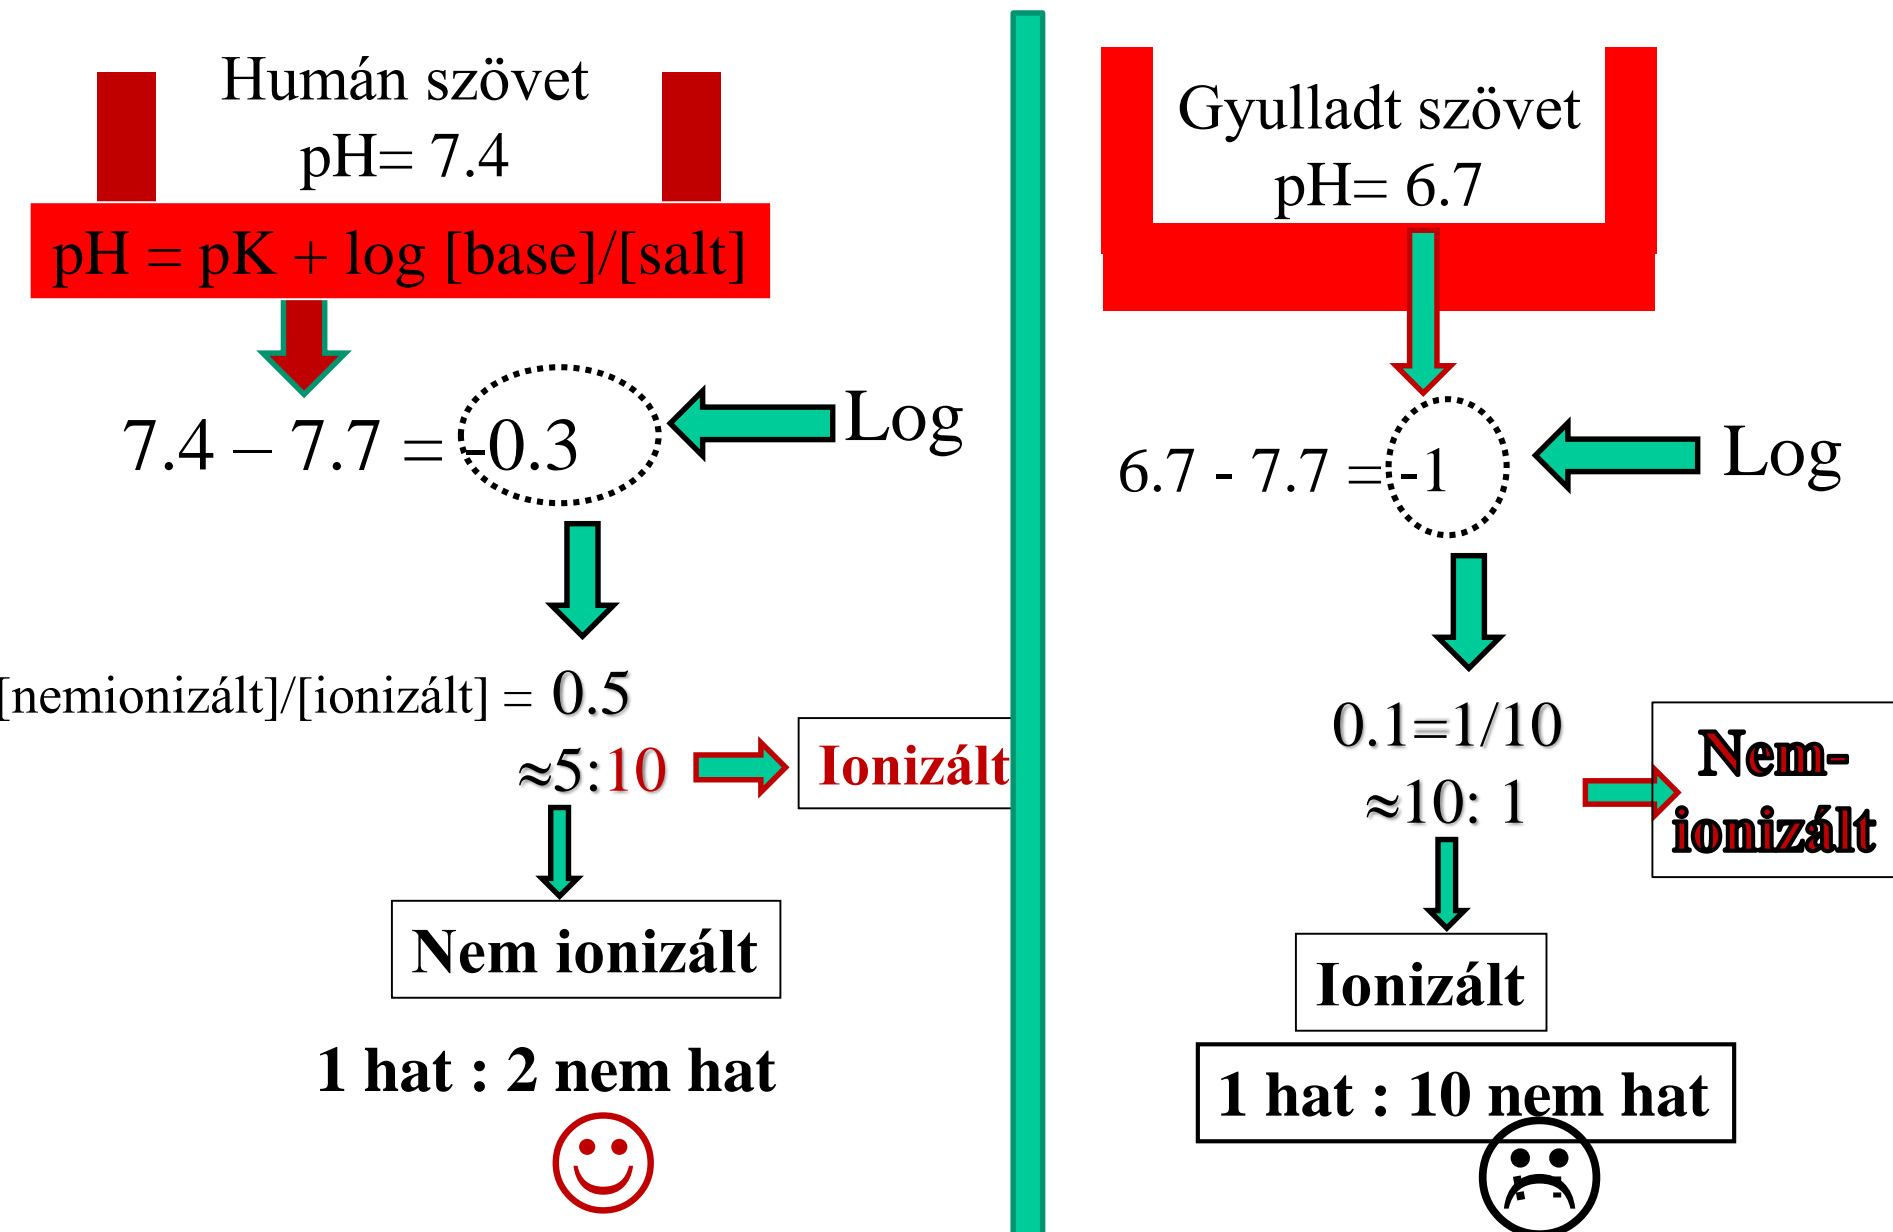 Humán szövet
pH= 7.4
pH = pK + log [base]/[salt]
7.4 – 7.7 = -0.3
Log
[nemionizált]/[ionizált] = 0.5
≈5:10
Ionizált
Nem ionizált
1 hat : 2 nem hat
Gyulladt szövet
pH= 6.7
6.7 - 7.7 = -1
Log
0.1=1/10
≈10: 1
Nem-
ionizált
Ionizált
1 hat : 10 nem hat